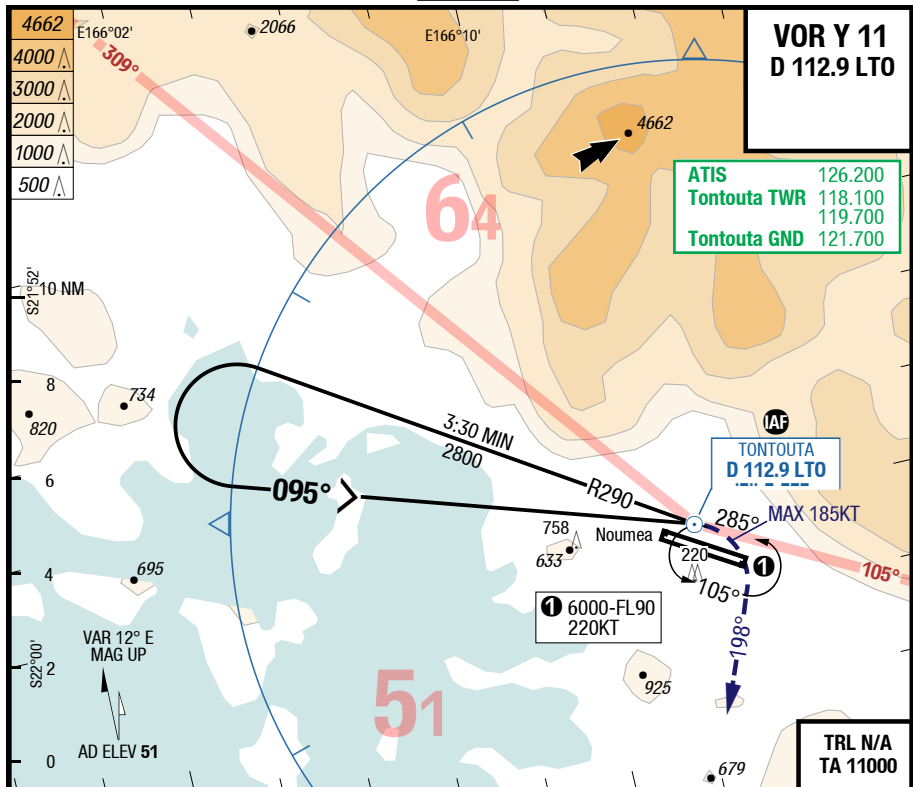 4662
4000
3000
2000
1000
500
E166°02'
2066
E166°10'
309°
4662
VOR Y 11
D 112.9 LTO
ATIS 126.200
Tontouta TWR 118.100
119.700
Tontouta GND 121.700
64
S21°52'
10 NM
8
6
4
2
0
734
820
3:30 MIN
2800
R290
095°
IAF
TONTOUTA
D 112.9 LTO
285°
MAX 185KT
758
633
Noumea
220
1
105°
105°
198°
695
1 6000-FL90
220KT
VAR 12° E
MAG UP
S22°00'
925
51
AD ELEV 51
679
TRL N/A
TA 11000